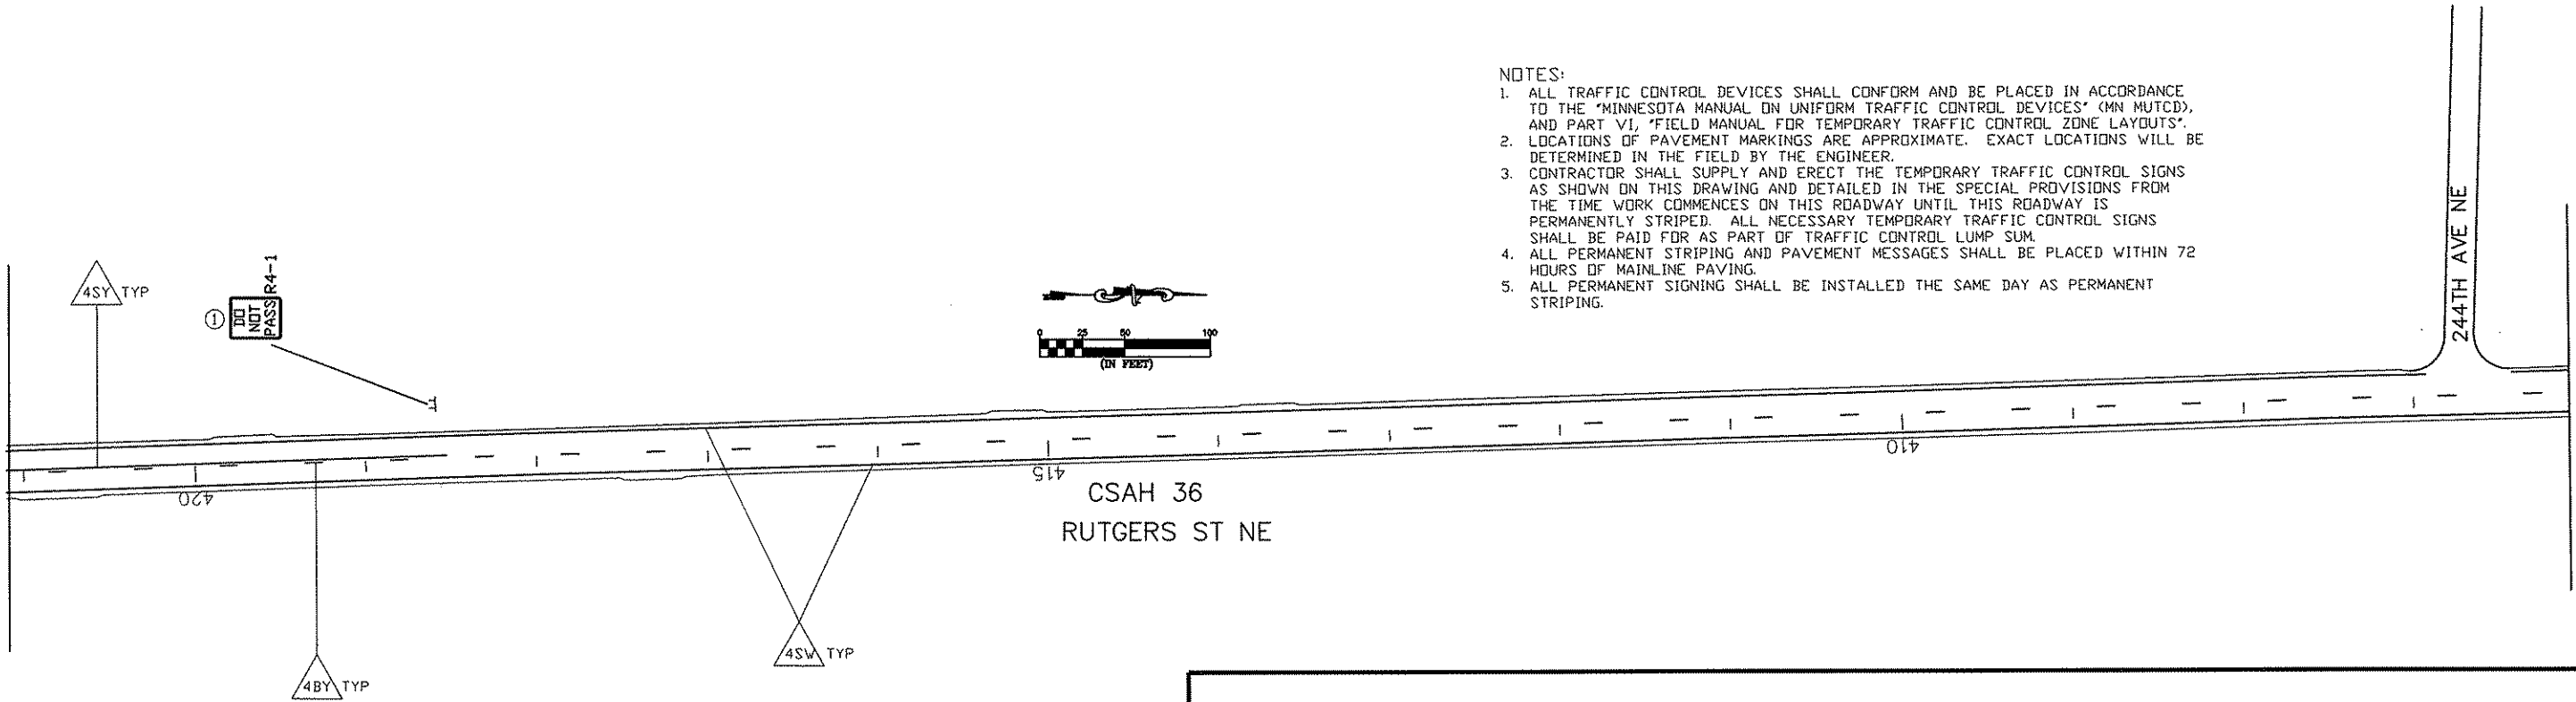 NOTES:
1. ALL TRAFFIC CONTROL DEVICES SHALL CONFORM AND BE PLACED IN ACCORDANCE
TO THE "MINNESOTA MANUAL ON UNIFORM TRAFFIC CONTROL DEVICES" (MN MUTCD),
AND PART VI, "FIELD MANUAL FOR TEMPORARY TRAFFIC CONTROL ZONE LAYOUTS".
2. LOCATIONS OF PAVEMENT MARKINGS ARE APPROXIMATE. EXACT LOCATIONS WILL BE
DETERMINED IN THE FIELD BY THE ENGINEER.
3. CONTRACTOR SHALL SUPPLY AND ERECT THE TEMPORARY TRAFFIC CONTROL SIGNS
AS SHOWN ON THIS DRAWING AND DETAILED IN THE SPECIAL PROVISIONS FROM
THE TIME WORK COMMENCES ON THIS ROADWAY UNTIL THIS ROADWAY IS
PERMANENTLY STRIPED. ALL NECESSARY TEMPORARY TRAFFIC CONTROL SIGNS
SHALL BE PAID FOR AS PART OF TRAFFIC CONTROL LUMP SUM.
4. ALL PERMANENT STRIPING AND PAVEMENT MESSAGES SHALL BE PLACED WITHIN 72
HOURS OF MAINLINE PAVING.
5. ALL PERMANENT SIGNING SHALL BE INSTALLED THE SAME DAY AS PERMANENT
STRIPING.
244TH AVE NE
4SY TYP
1
DO
NOT
PASS
R4-1
0 25 50 100
(IN FEET)
420
415
410
CSAH 36
RUTGERS ST NE
4SW TYP
4BY TYP